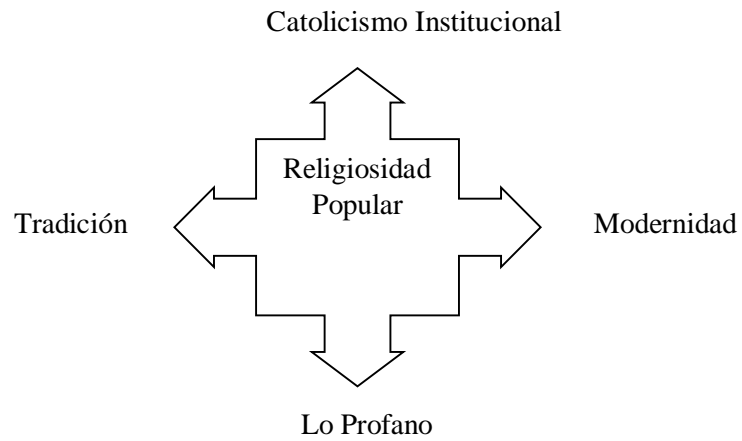 Catolicismo Institucional
Religiosidad
Popular
Tradición
Modernidad
Lo Profano